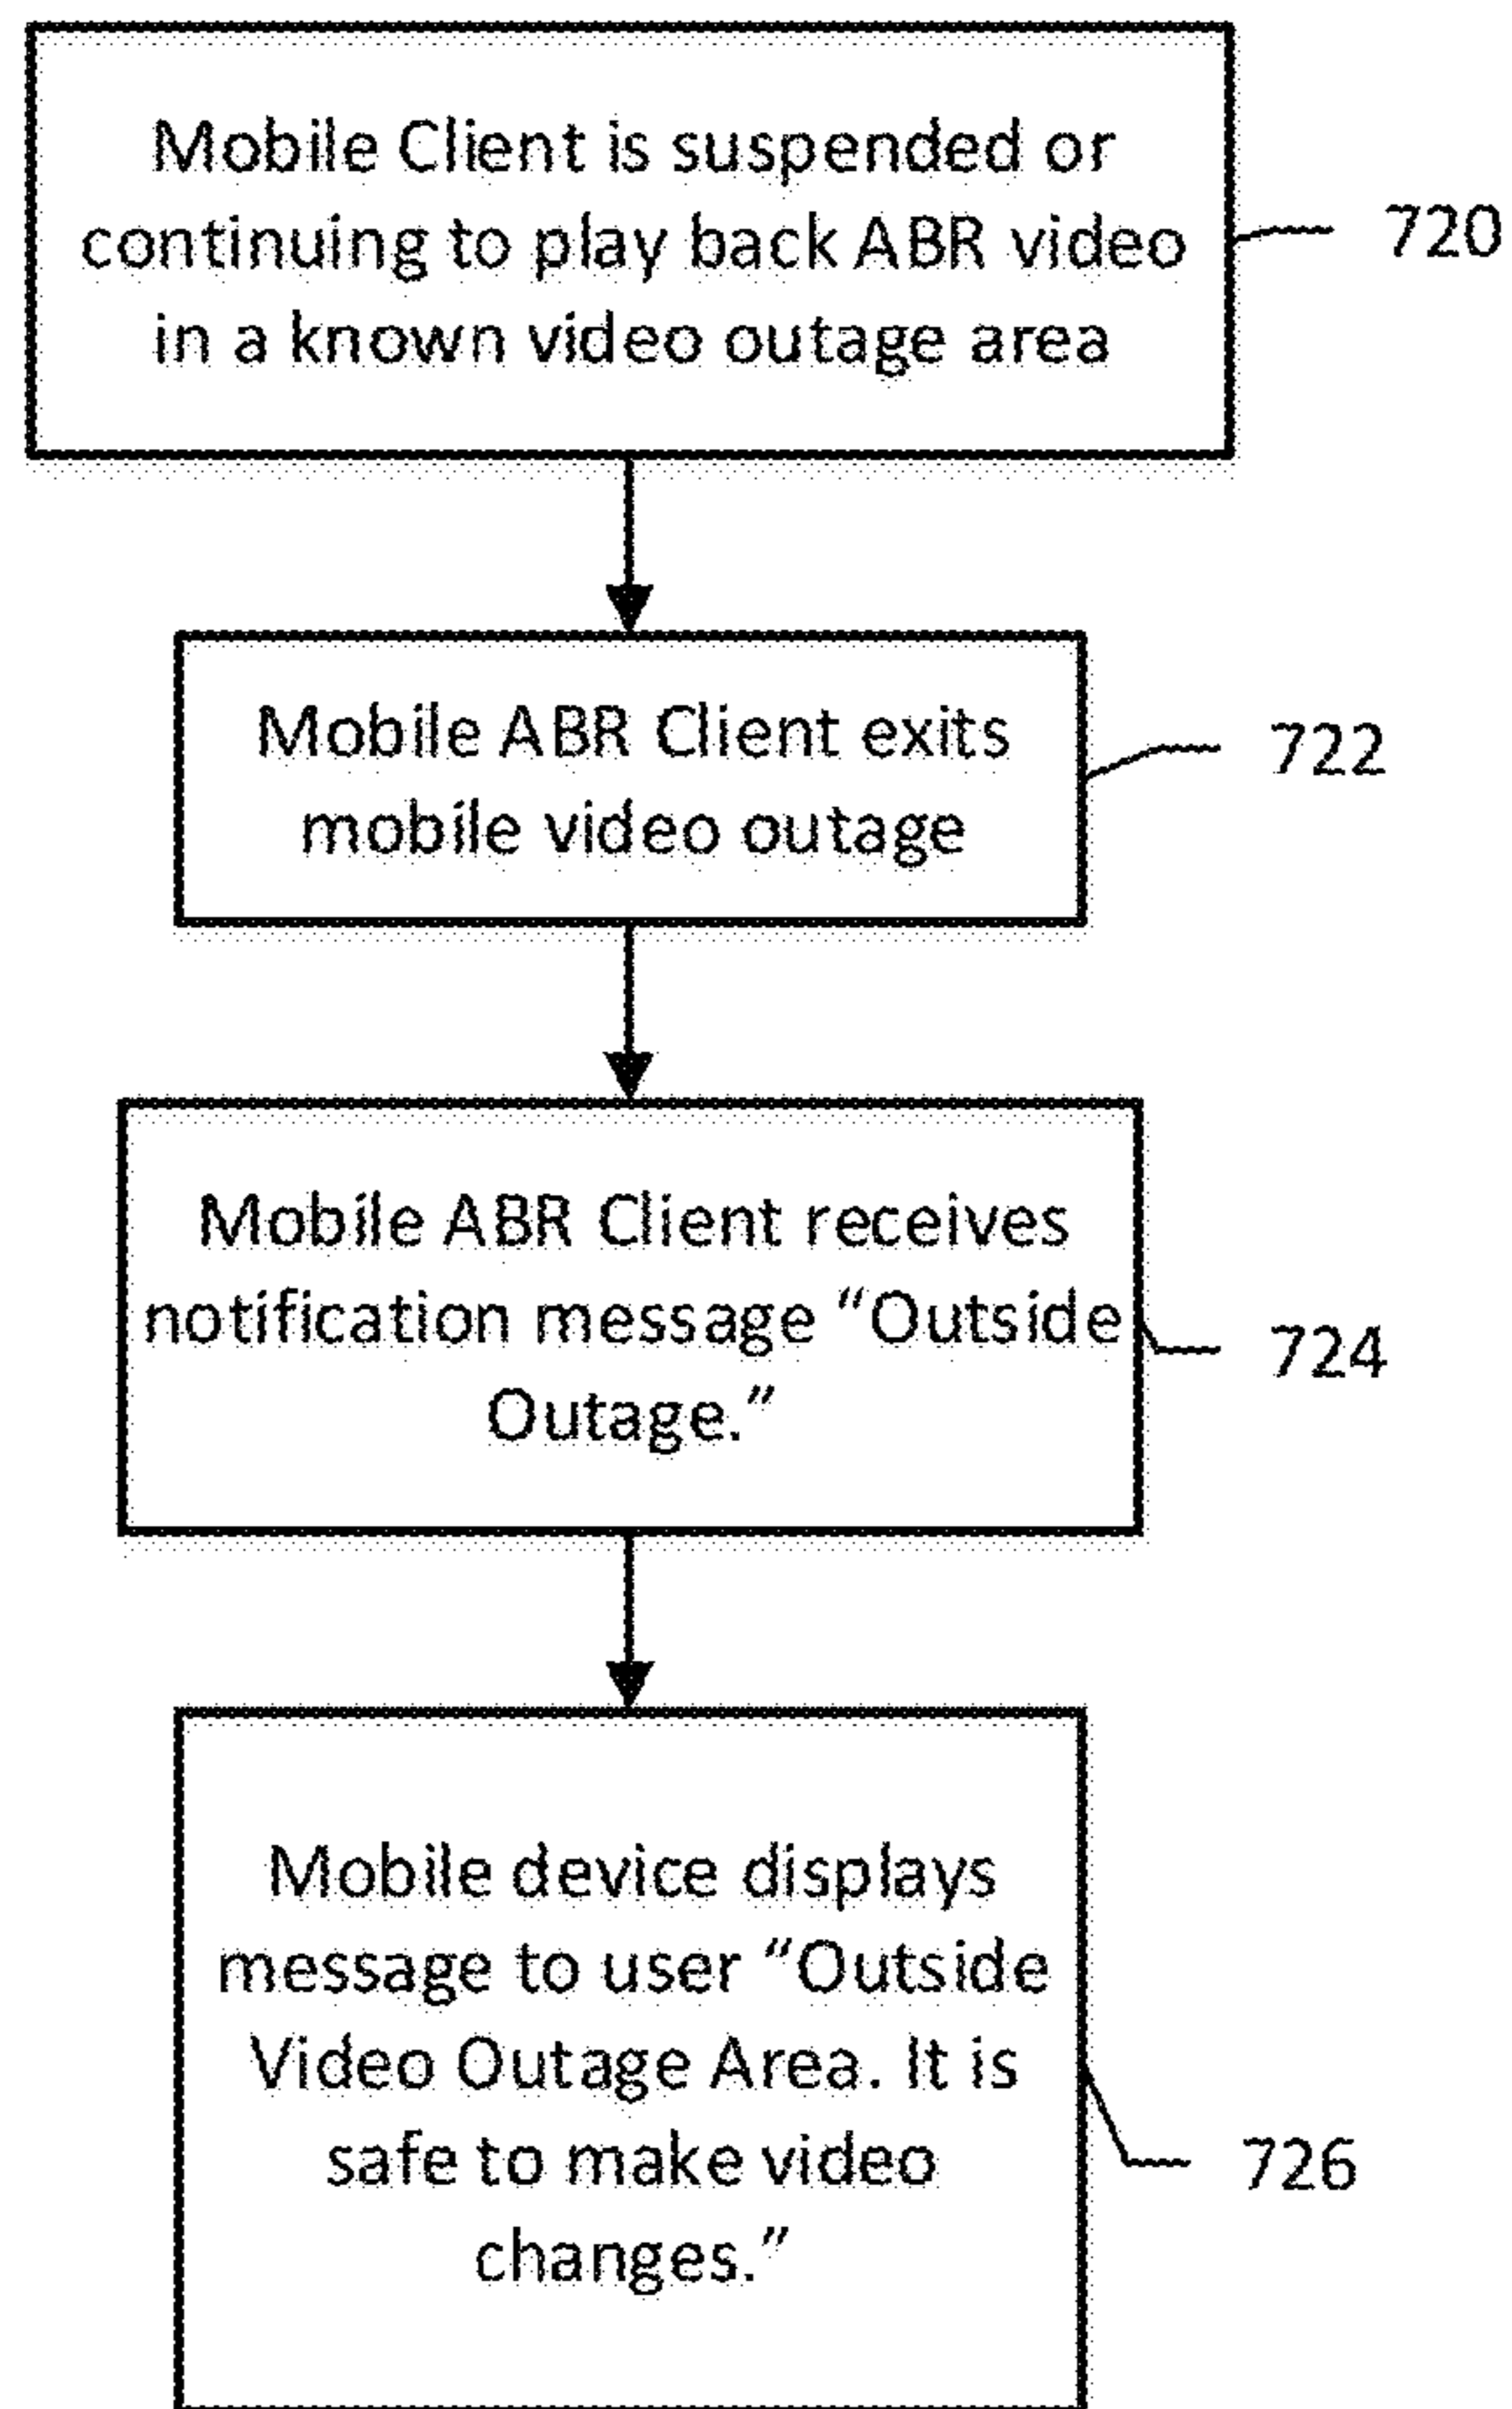 Mobile Client is suspended or
continuing to play back ABR video
in a known video outage area
720
Mobile ABR Client exits
mobile video outage
722
Mobile ABR Client receives
notification message “Outside
Outage.”
724
Mobile device displays
message to user “Outside
Video Outage Area. It is
safe to make video
changes.”
726